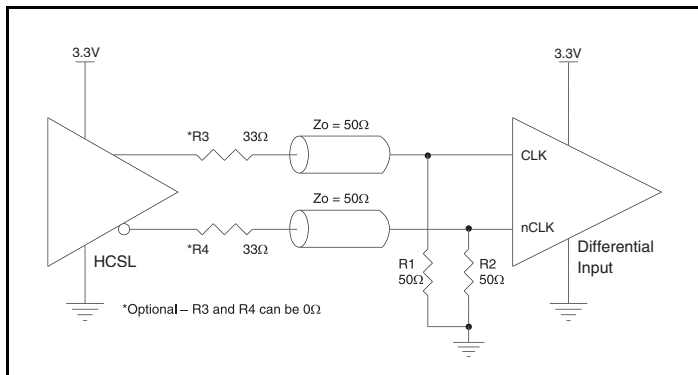 3.3V
3.3V
Zo = 50Ω
*R3 33Ω
CLK
Zo = 50Ω
nCLK
*R4 33Ω
HCSL
R1
50Ω
R2
50Ω
Differential
Input
*Optional – R3 and R4 can be 0Ω